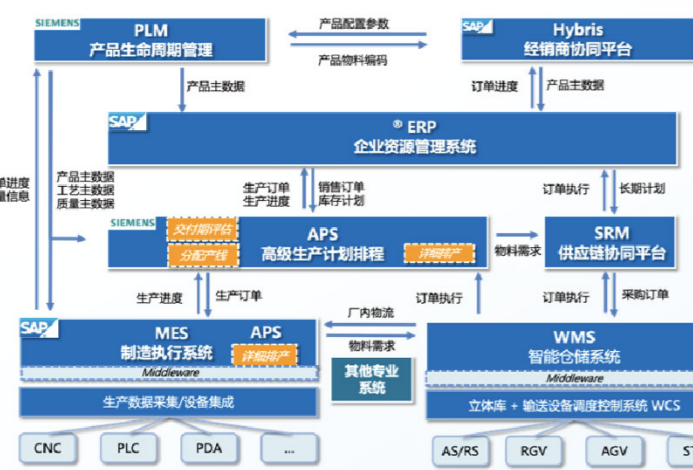 SIEMENS
PLM
产品生命周期管理
产品配置参数
产品物料编码
SAP
Hybris
经销商协同平台
产品主数据
订单进度
产品主数据
SAP
® ERP
企业资源管理系统
单进度
量信息
产品主数据
工艺主数据
质量主数据
生产订单
生产进度
销售订单
库存计划
订单执行
长期计划
SIEMENS
交付期评估
分配产线
APS
高级生产计划排程
详细排产
物料需求
SRM
供应链协同平台
生产进度
生产订单
厂内物流
物料需求
订单执行
订单执行
采购订单
SAP
MES
制造执行系统
APS
详细排产
Middleware
生产数据采集/设备集成
其他专业
系统
WMS
智能仓储系统
Middleware
立体库 + 输送设备调度控制系统 WCS
CNC
PLC
PDA
...
AS/RS
RGV
AGV
ST